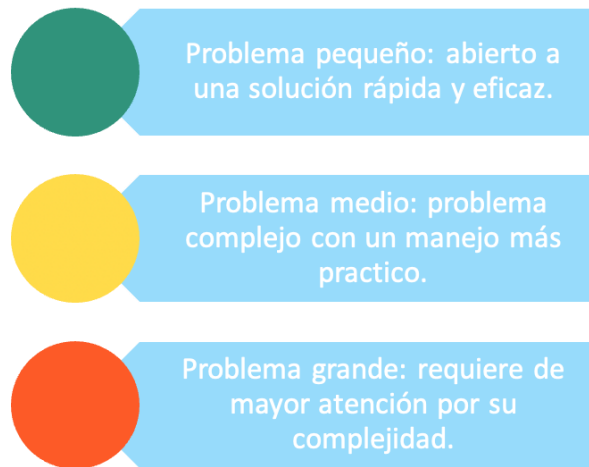 Problema pequeño: abierto a
una solución rápida y eficaz.
Problema medio: problema
complejo con un manejo más
practico.
Problema grande: requiere de
mayor atención por su
complejidad.